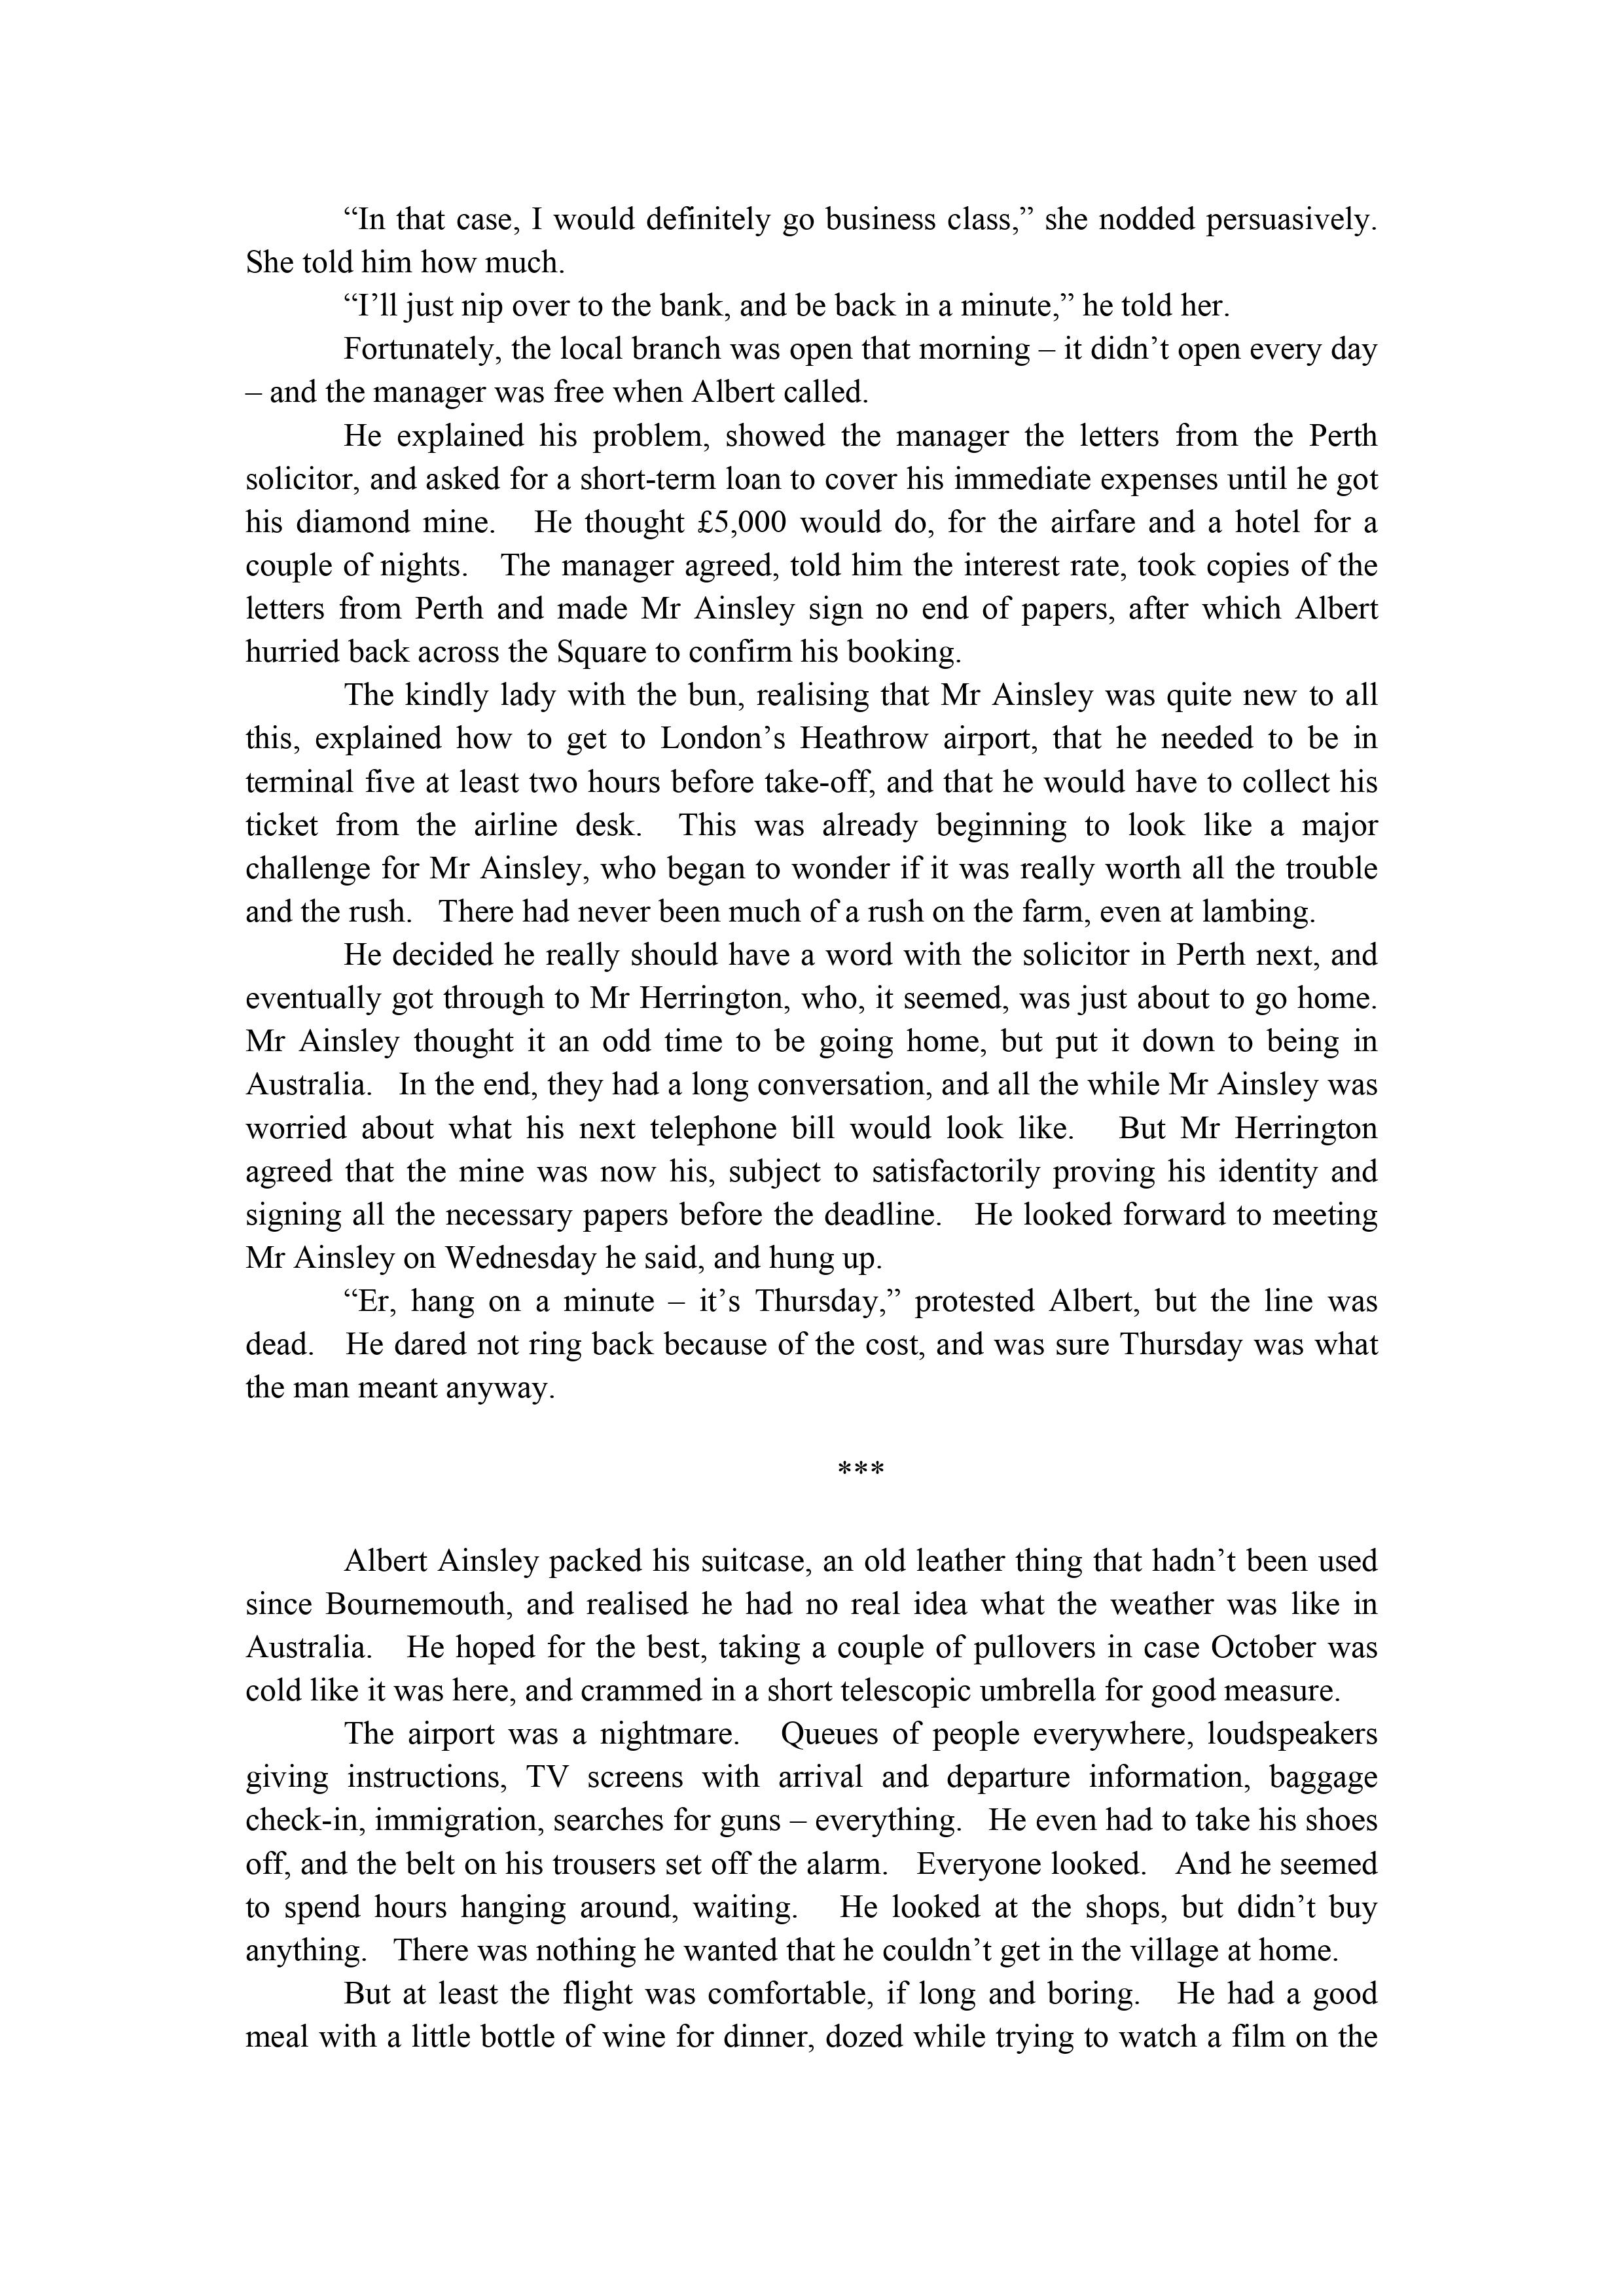 “In that case, I would definitely go business class,” she nodded persuasively.
She told him how much.
“I’ll just nip over to the bank, and be back in a minute,” he told her.
Fortunately, the local branch was open that morning – it didn’t open every day
– and the manager was free when Albert called.
He explained his problem, showed the manager the letters from the Perth
solicitor, and asked for a short-term loan to cover his immediate expenses until he got
his diamond mine. He thought £5,000 would do, for the airfare and a hotel for a
couple of nights. The manager agreed, told him the interest rate, took copies of the
letters from Perth and made Mr Ainsley sign no end of papers, after which Albert
hurried back across the Square to confirm his booking.
The kindly lady with the bun, realising that Mr Ainsley was quite new to all
this, explained how to get to London’s Heathrow airport, that he needed to be in
terminal five at least two hours before take-off, and that he would have to collect his
ticket from the airline desk. This was already beginning to look like a major
challenge for Mr Ainsley, who began to wonder if it was really worth all the trouble
and the rush. There had never been much of a rush on the farm, even at lambing.
He decided he really should have a word with the solicitor in Perth next, and
eventually got through to Mr Herrington, who, it seemed, was just about to go home.
Mr Ainsley thought it an odd time to be going home, but put it down to being in
Australia. In the end, they had a long conversation, and all the while Mr Ainsley was
worried about what his next telephone bill would look like. But Mr Herrington
agreed that the mine was now his, subject to satisfactorily proving his identity and
signing all the necessary papers before the deadline. He looked forward to meeting
Mr Ainsley on Wednesday he said, and hung up.
“Er, hang on a minute – it’s Thursday,” protested Albert, but the line was
dead. He dared not ring back because of the cost, and was sure Thursday was what
the man meant anyway.
***
Albert Ainsley packed his suitcase, an old leather thing that hadn’t been used
since Bournemouth, and realised he had no real idea what the weather was like in
Australia. He hoped for the best, taking a couple of pullovers in case October was
cold like it was here, and crammed in a short telescopic umbrella for good measure.
The airport was a nightmare. Queues of people everywhere, loudspeakers
giving instructions, TV screens with arrival and departure information, baggage
check-in, immigration, searches for guns – everything. He even had to take his shoes
off, and the belt on his trousers set off the alarm. Everyone looked. And he seemed
to spend hours hanging around, waiting. He looked at the shops, but didn’t buy
anything. There was nothing he wanted that he couldn’t get in the village at home.
But at least the flight was comfortable, if long and boring. He had a good
meal with a little bottle of wine for dinner, dozed while trying to watch a film on the